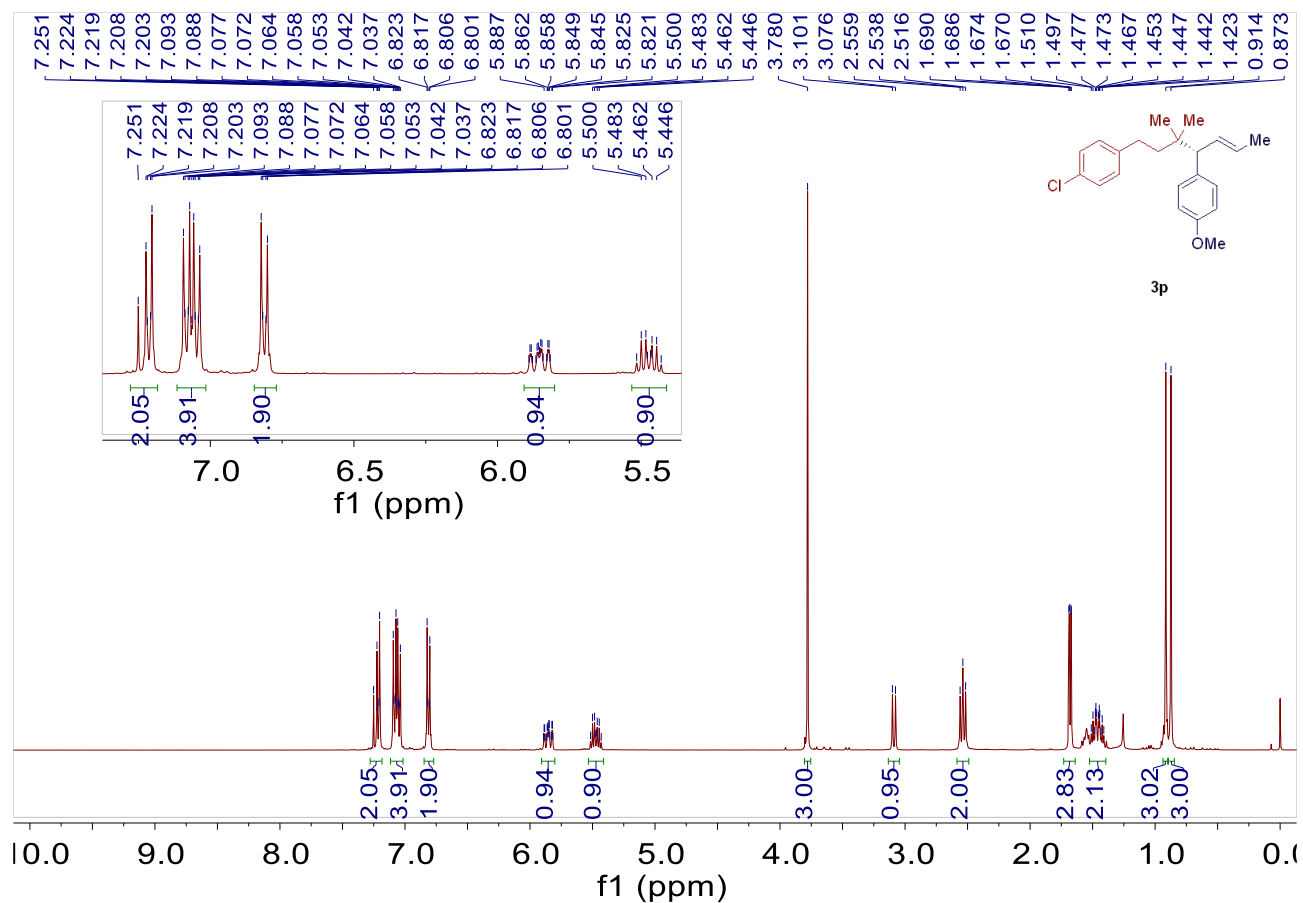 7.251 7.224 7.219 7.208 7.203 7.093 7.088 7.077 7.072 7.064 7.058 7.053 7.042 7.037 6.823 6.817 6.806 6.801 5.887 5.862 5.858 5.849 5.845 5.825 5.821 5.500 5.483 5.462 5.446 3.780 3.101 3.076 2.559 2.538 2.516 1.690 1.686 1.674 1.670 1.510 1.497 1.477 1.473 1.467 1.453 1.447 1.442 1.423 0.914 0.873
7.251 7.224 7.219 7.208 7.203 7.093 7.088 7.077 7.072 7.064 7.058 7.053 7.042 7.037 6.823 6.817 6.806 6.801 5.500 5.483 5.462 5.446
Me Me
Me
Cl
OMe
3p
2.05 3.91 1.90 0.94 0.90
7.0 6.5 6.0 5.5
f1 (ppm)
2.05 3.91 1.90 0.94 0.90 3.00 0.95 2.00 2.83 2.13 3.02 3.00
10.0 9.0 8.0 7.0 6.0 5.0 4.0 3.0 2.0 1.0 0.0
f1 (ppm)